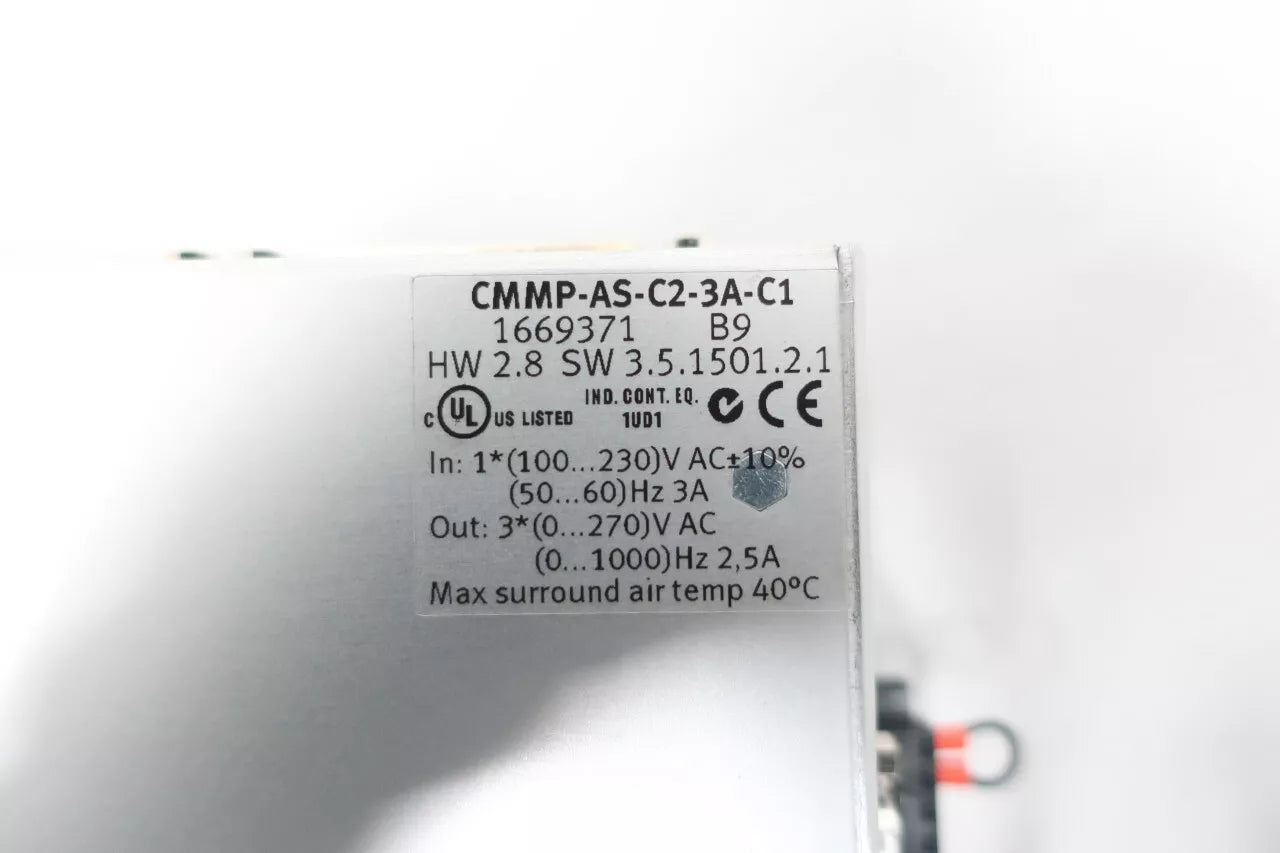 CMMP-AS-C2-3A-C1
1669371 B9
HW 2.8 SW 3.5.1501.2.1
C UL US LISTED IND. CONT. EQ. 1UD1 CE
In: 1*(100...230)V AC±10%
(50...60)Hz 3A
Out: 3*(0...270)V AC
(0...1000)Hz 2,5A
Max surround air temp 40°C